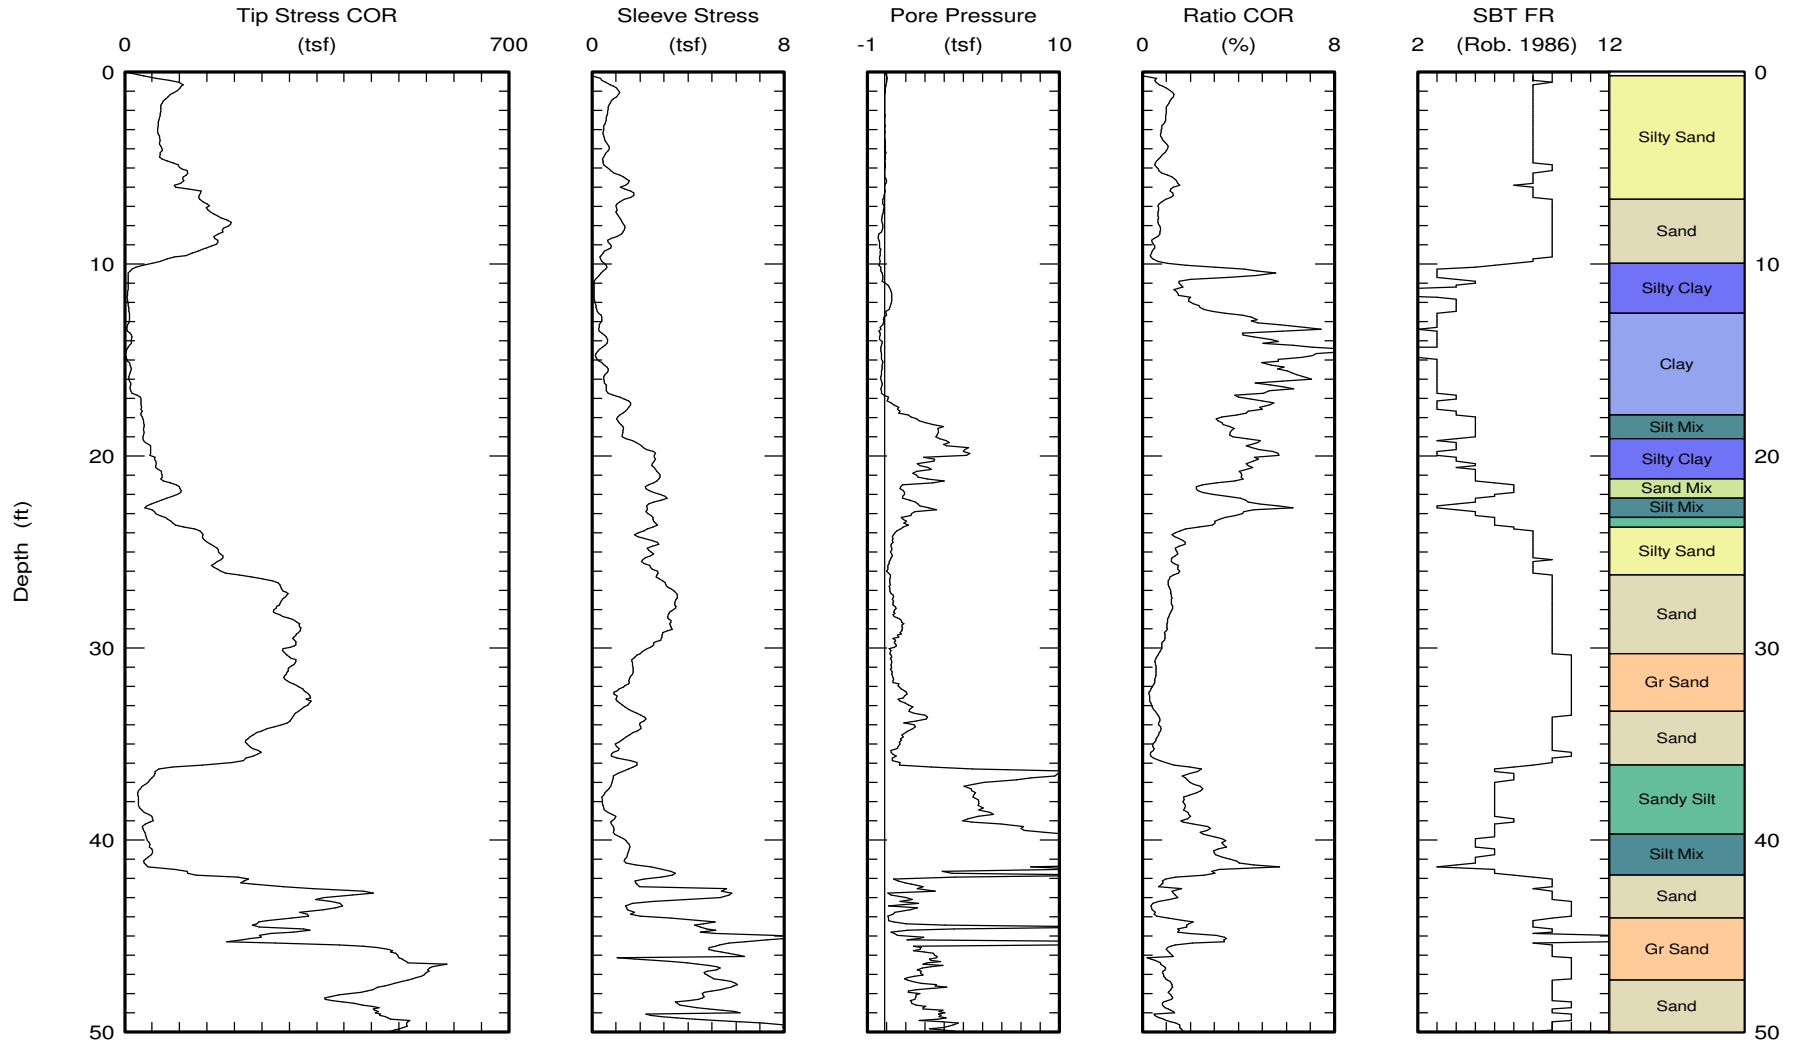 Tip Stress COR Sleeve Stress Pore Pressure Ratio COR SBT FR
0 (tsf) 700 0 (tsf) 8 -1 (tsf) 10 0 (%) 8 2 (Rob. 1986) 12
0 0
Silty Sand
Sand
10 10
Silty Clay
Clay
Silt Mix
20 20
Silty Clay
Sand Mix
Silt Mix
Depth (ft)
Silty Sand
Sand
30 30
Gr Sand
Sand
Sandy Silt
40 40
Silt Mix
Sand
Gr Sand
Sand
50 50